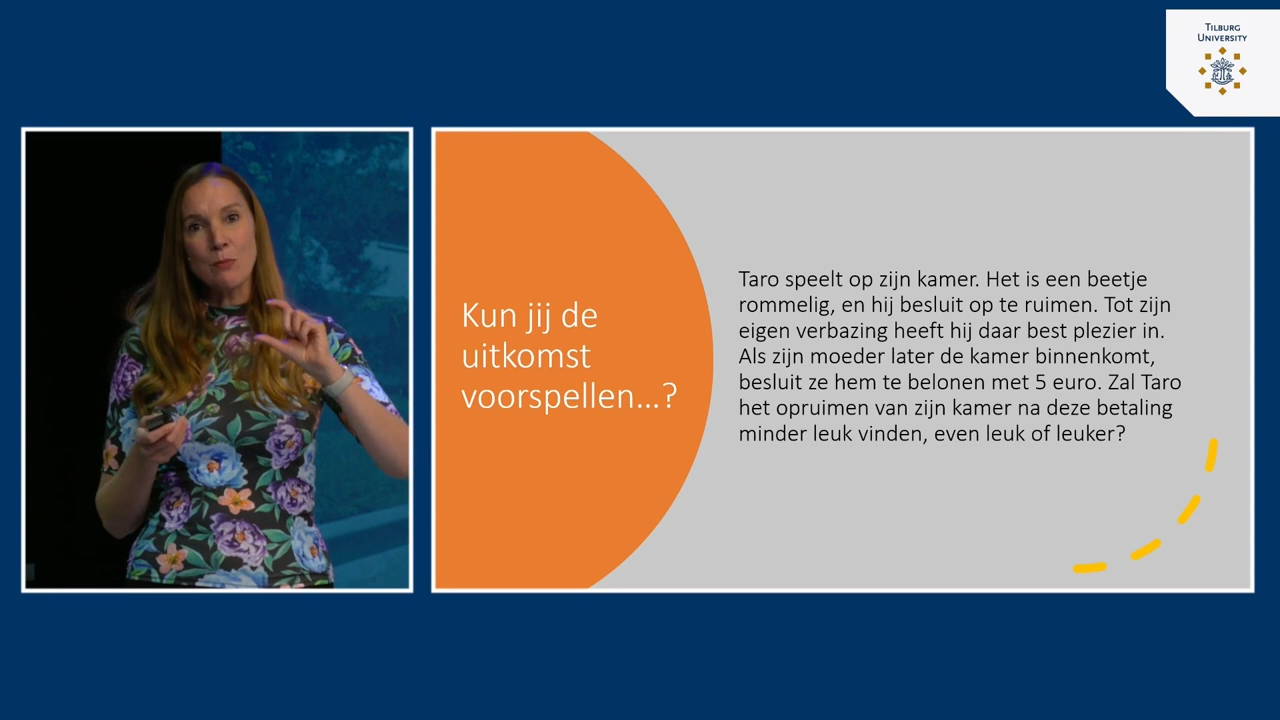 TILBURG
UNIVERSITY
Kun jij de
uitkomst
voorspellen...?
Taro speelt op zijn kamer. Het is een beetje
rommelig, en hij besluit op te ruimen. Tot zijn
eigen verbazing heeft hij daar best plezier in.
Als zijn moeder later de kamer binnenkomt,
besluit ze hem te belonen met 5 euro. Zal Taro
het opruimen van zijn kamer na deze betaling
minder leuk vinden, even leuk of leuker?